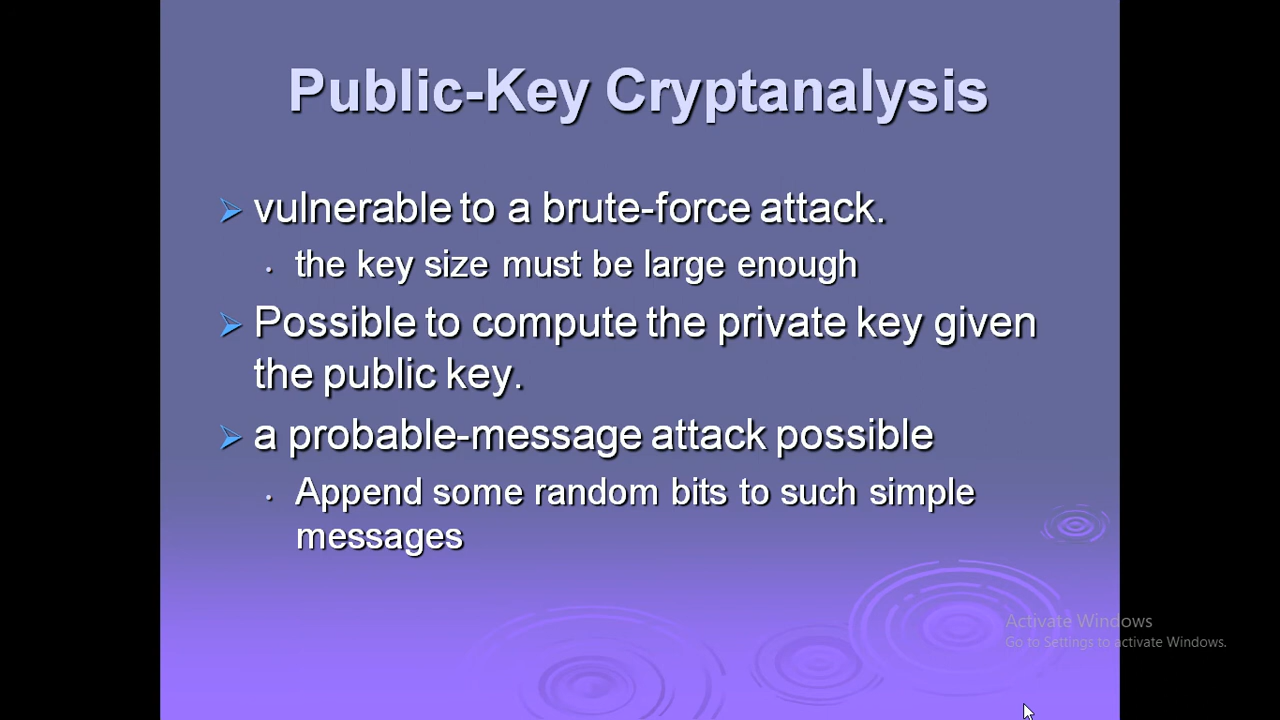 Public-Key Cryptanalysis
vulnerable to a brute-force attack.
the key size must be large enough
Possible to compute the private key given
the public key.
a probable-message attack possible
Append some random bits to such simple
messages
Activate Windows
Go to Settings to activate Windows.